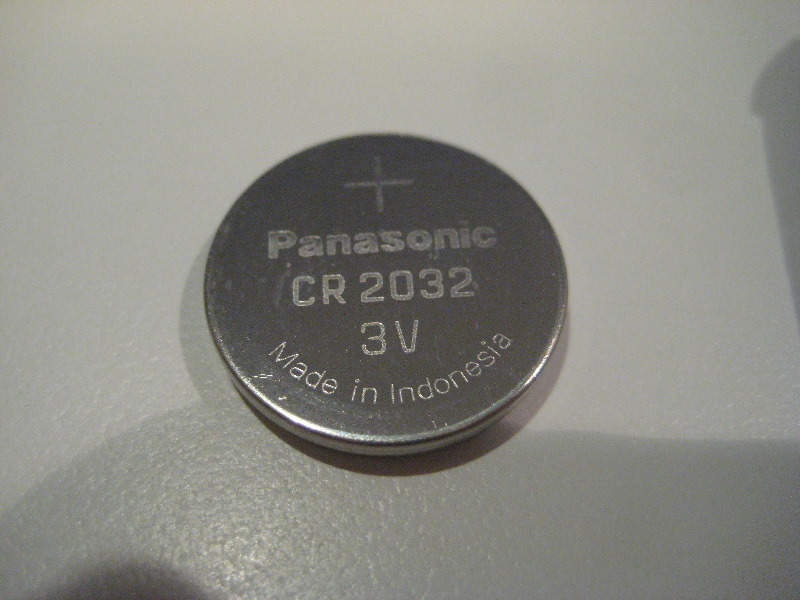 +
Panasonic
CR 2032
3V
Made in Indonesia